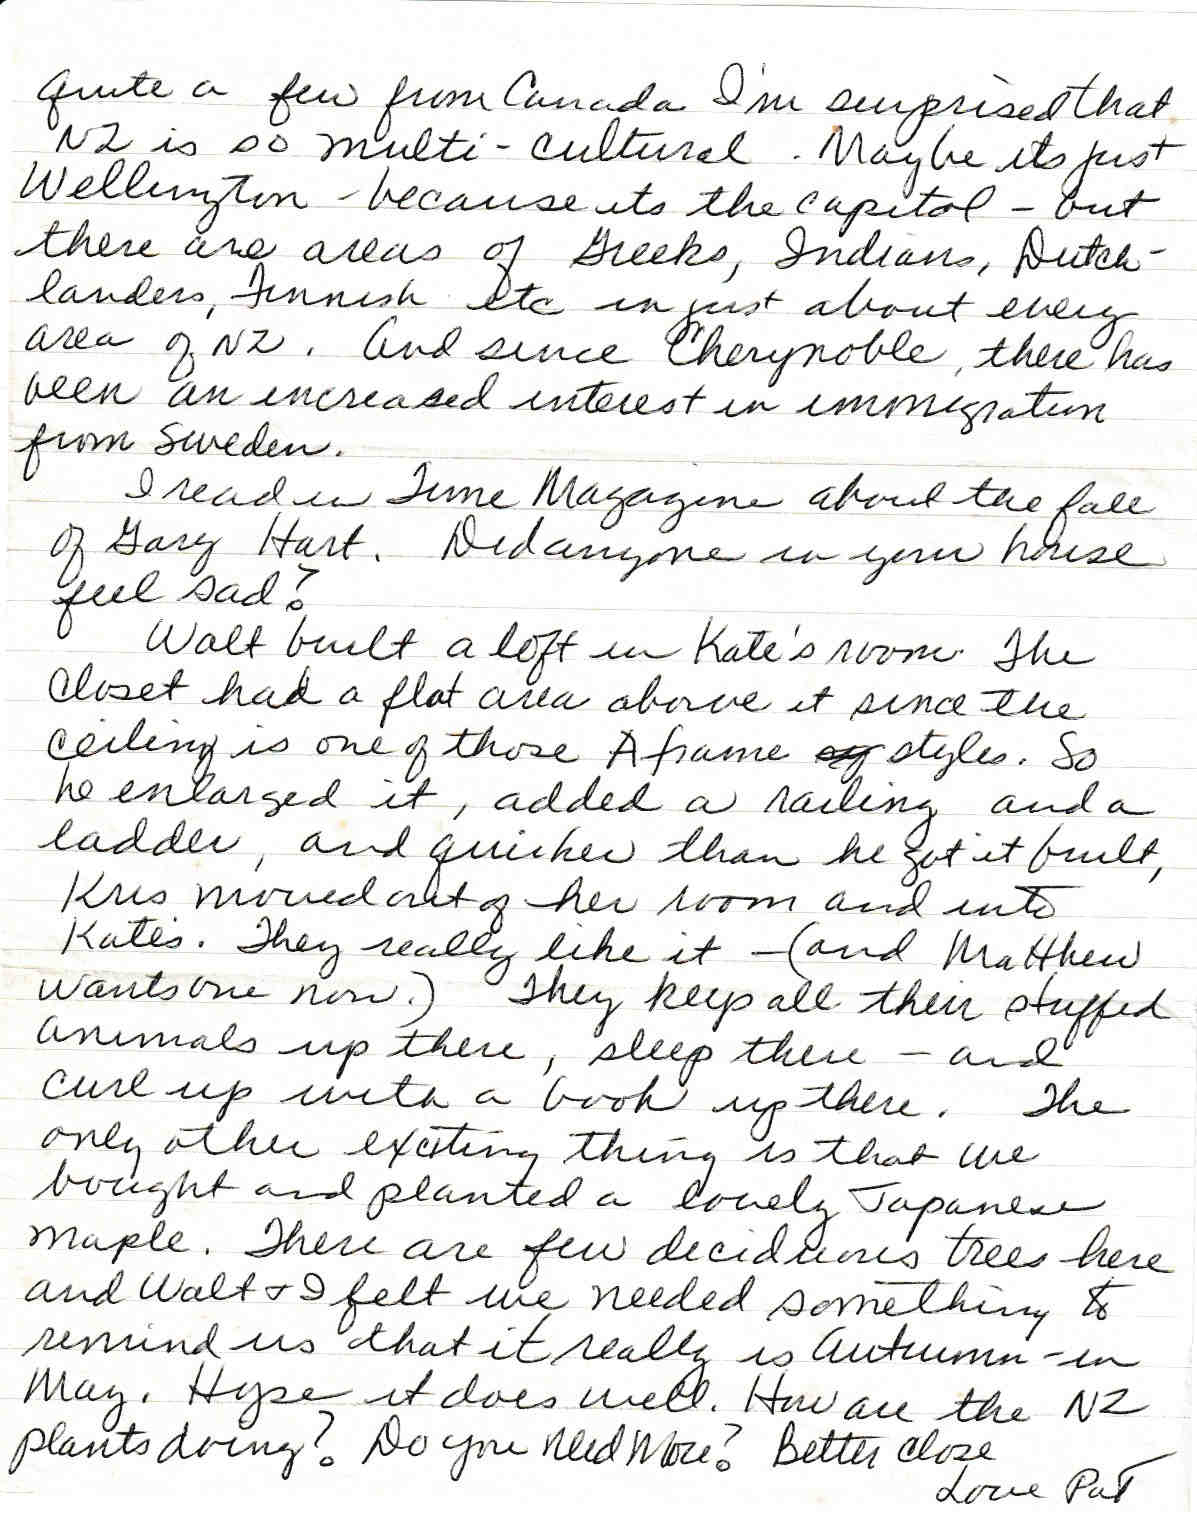 quite a few from Canada I'm surprised that
NZ is so multi-cultural. Maybe its just
Wellington - because its the capitol - but
there are areas of Greeks, Indians, Dutch-
landers, Finnish etc in just about every
area of NZ. And since Cherynoble, there has
been an increased interest in immigration
from Sweden.
I read in Time Magazine about the fall
of Gary Hart. Did anyone in your house
feel sad?
Walt built a loft in Kate's room. The
closet had a flat area above it since the
ceiling is one of those A frame styles. So
he enlarged it, added a railing and a
ladder, and quicker than he got it built,
Kris moved out of her room and into
Kate's. They really like it - (and Matthew
wants one now.) They keep all their stuffed
animals up there, sleep there - and
curl up with a book up there. The
only other exciting thing is that we
bought and planted a lovely Japanese
maple. There are few deciduous trees here
and Walt & I felt we needed something to
remind us that it really is Autumn - in
May. Hope it does well. How are the NZ
plants doing? Do you need more? Better close
Love Pat